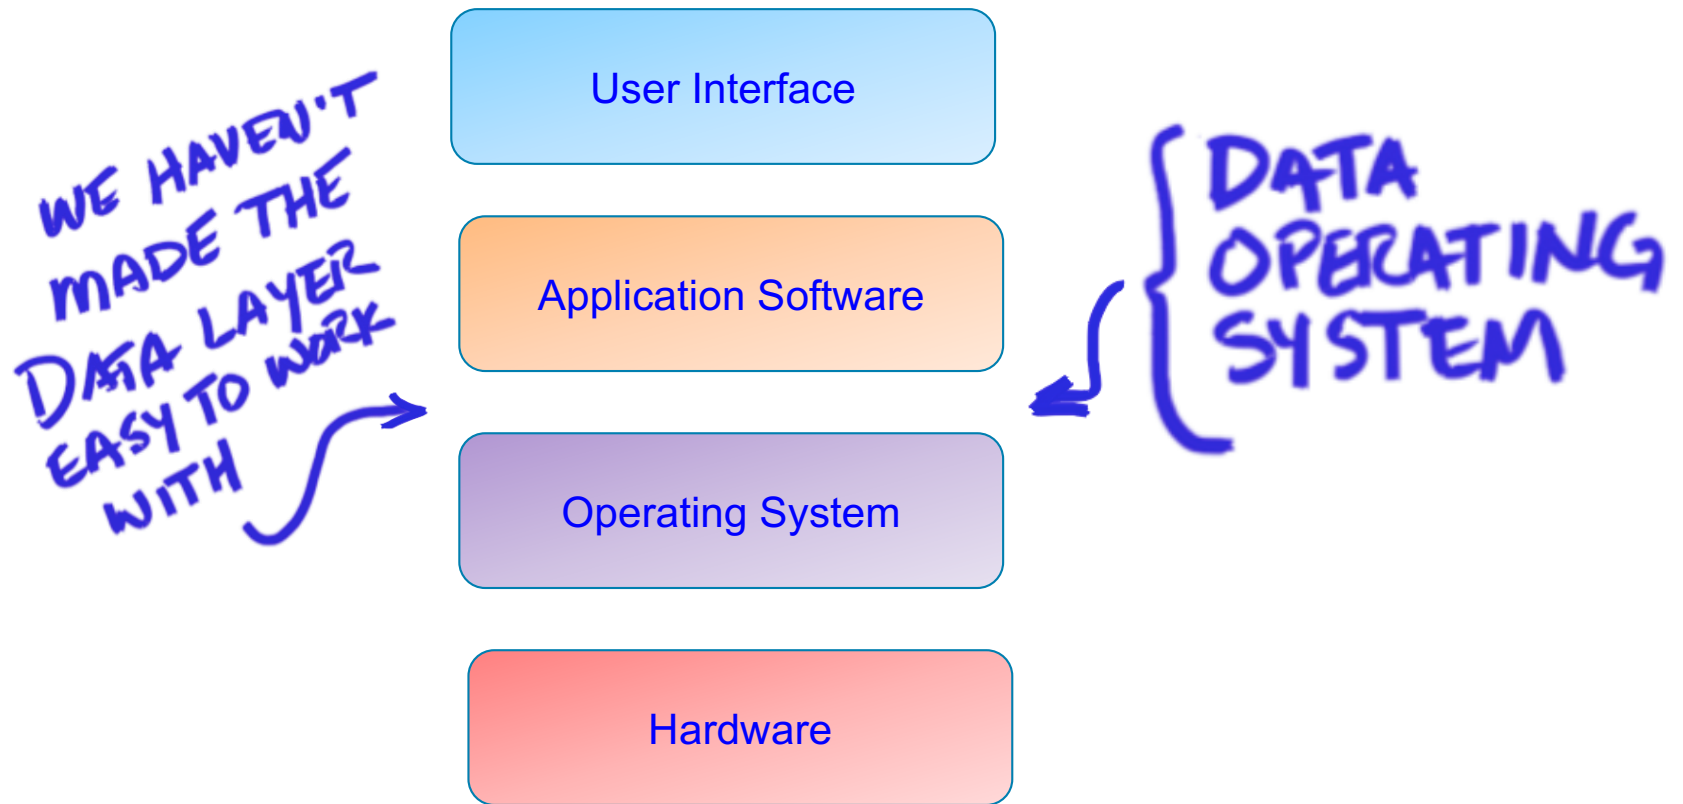 WE HAVEN'T
MADE THE
DATA LAYER
EASY TO WORK
WITH
User Interface
Application Software
Operating System
Hardware
DATA
OPERATING
SYSTEM